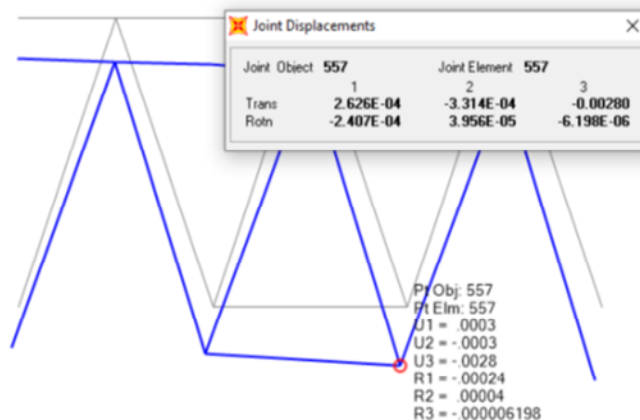 Joint Displacements
Joint Object 557 Joint Element 557
1 2 3
Trans 2.626E-04 -3.314E-04 -0.00280
Rotn -2.407E-04 3.956E-05 -6.198E-06
Pt Obj: 557
Pt Elm: 557
U1 = .0003
U2 = -.0003
U3 = -.0028
R1 = -.00024
R2 = .00004
R3 = -.000006198